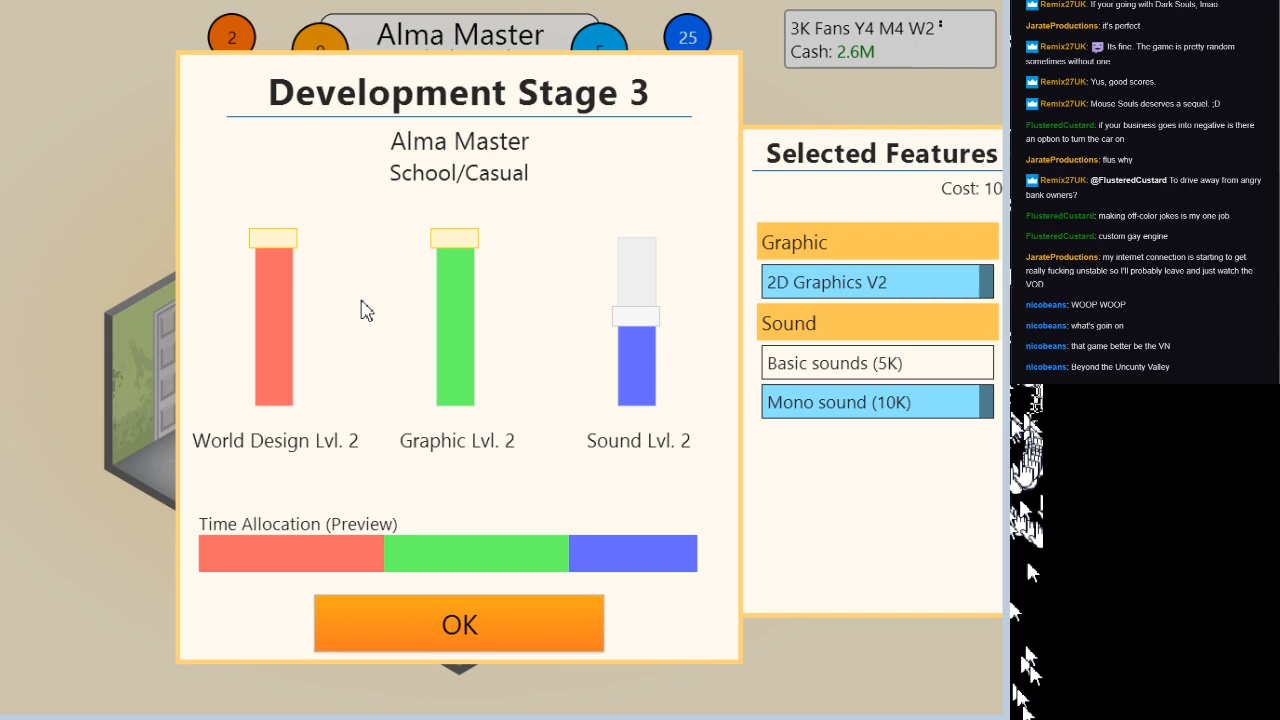 2
Alma Master
25
3K Fans Y4 M4 W2
Cash: 2.6M
Development Stage 3
Alma Master
School/Casual
World Design Lvl. 2
Graphic Lvl. 2
Sound Lvl. 2
Time Allocation (Preview)
OK
Selected Features
Cost: 10
Graphic
2D Graphics V2
Sound
Basic sounds (5K)
Mono sound (10K)
Remix27UK: If your going with Dark Souls, lmao.
JarateProductions: it's perfect
Remix27UK: Its fine. The game is pretty random
sometimes without one.
Remix27UK: Yus, good scores.
Remix27UK: Mouse Souls deserves a sequel. ;D
FlusteredCustard: if your business goes into negative is there
an option to turn the car on
JarateProductions: flus why
Remix27UK: @FlusteredCustard To drive away from angry
bank owners?
FlusteredCustard: making off-color jokes is my one job
FlusteredCustard: custom gay engine
JarateProductions: my internet connection is starting to get
really fucking unstable so I'll probably leave and just watch the
VOD
nicobeans: WOOP WOOP
nicobeans: what's goin on
nicobeans: that game better be the VN
nicobeans: Beyond the Uncunty Valley